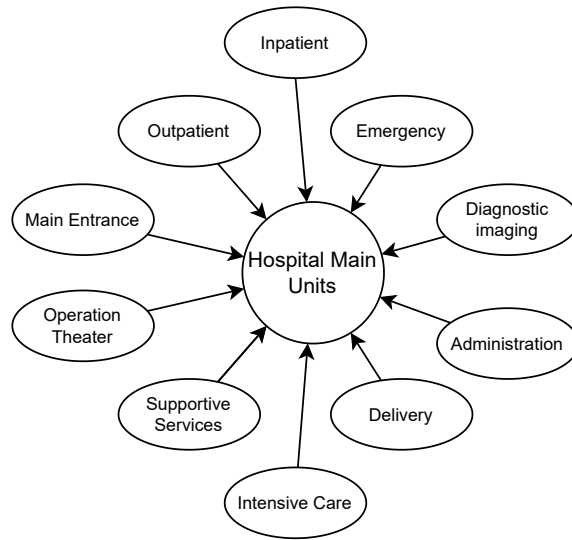 Inpatient
Outpatient
Emergency
Main Entrance
Diagnostic
imaging
Hospital Main
Units
Operation
Theater
Administration
Supportive
Services
Delivery
Intensive Care